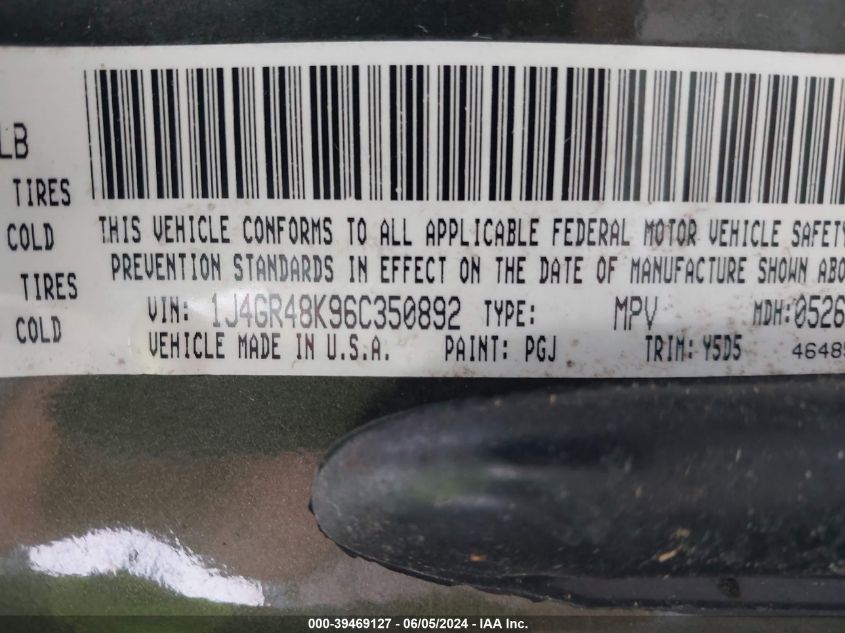 LB
TIRES
COLD
TIRES
COLD
THIS VEHICLE CONFORMS TO ALL APPLICABLE FEDERAL MOTOR VEHICLE SAFETY
PREVENTION STANDARDS IN EFFECT ON THE DATE OF MANUFACTURE SHOWN ABO
VIN: 1J4GR48K96C350892 TYPE: MPV MDH:0526
VEHICLE MADE IN U.S.A. PAINT: PGJ TRIM: Y5D5 4648
000-39469127 - 06/05/2024 - IAA Inc.